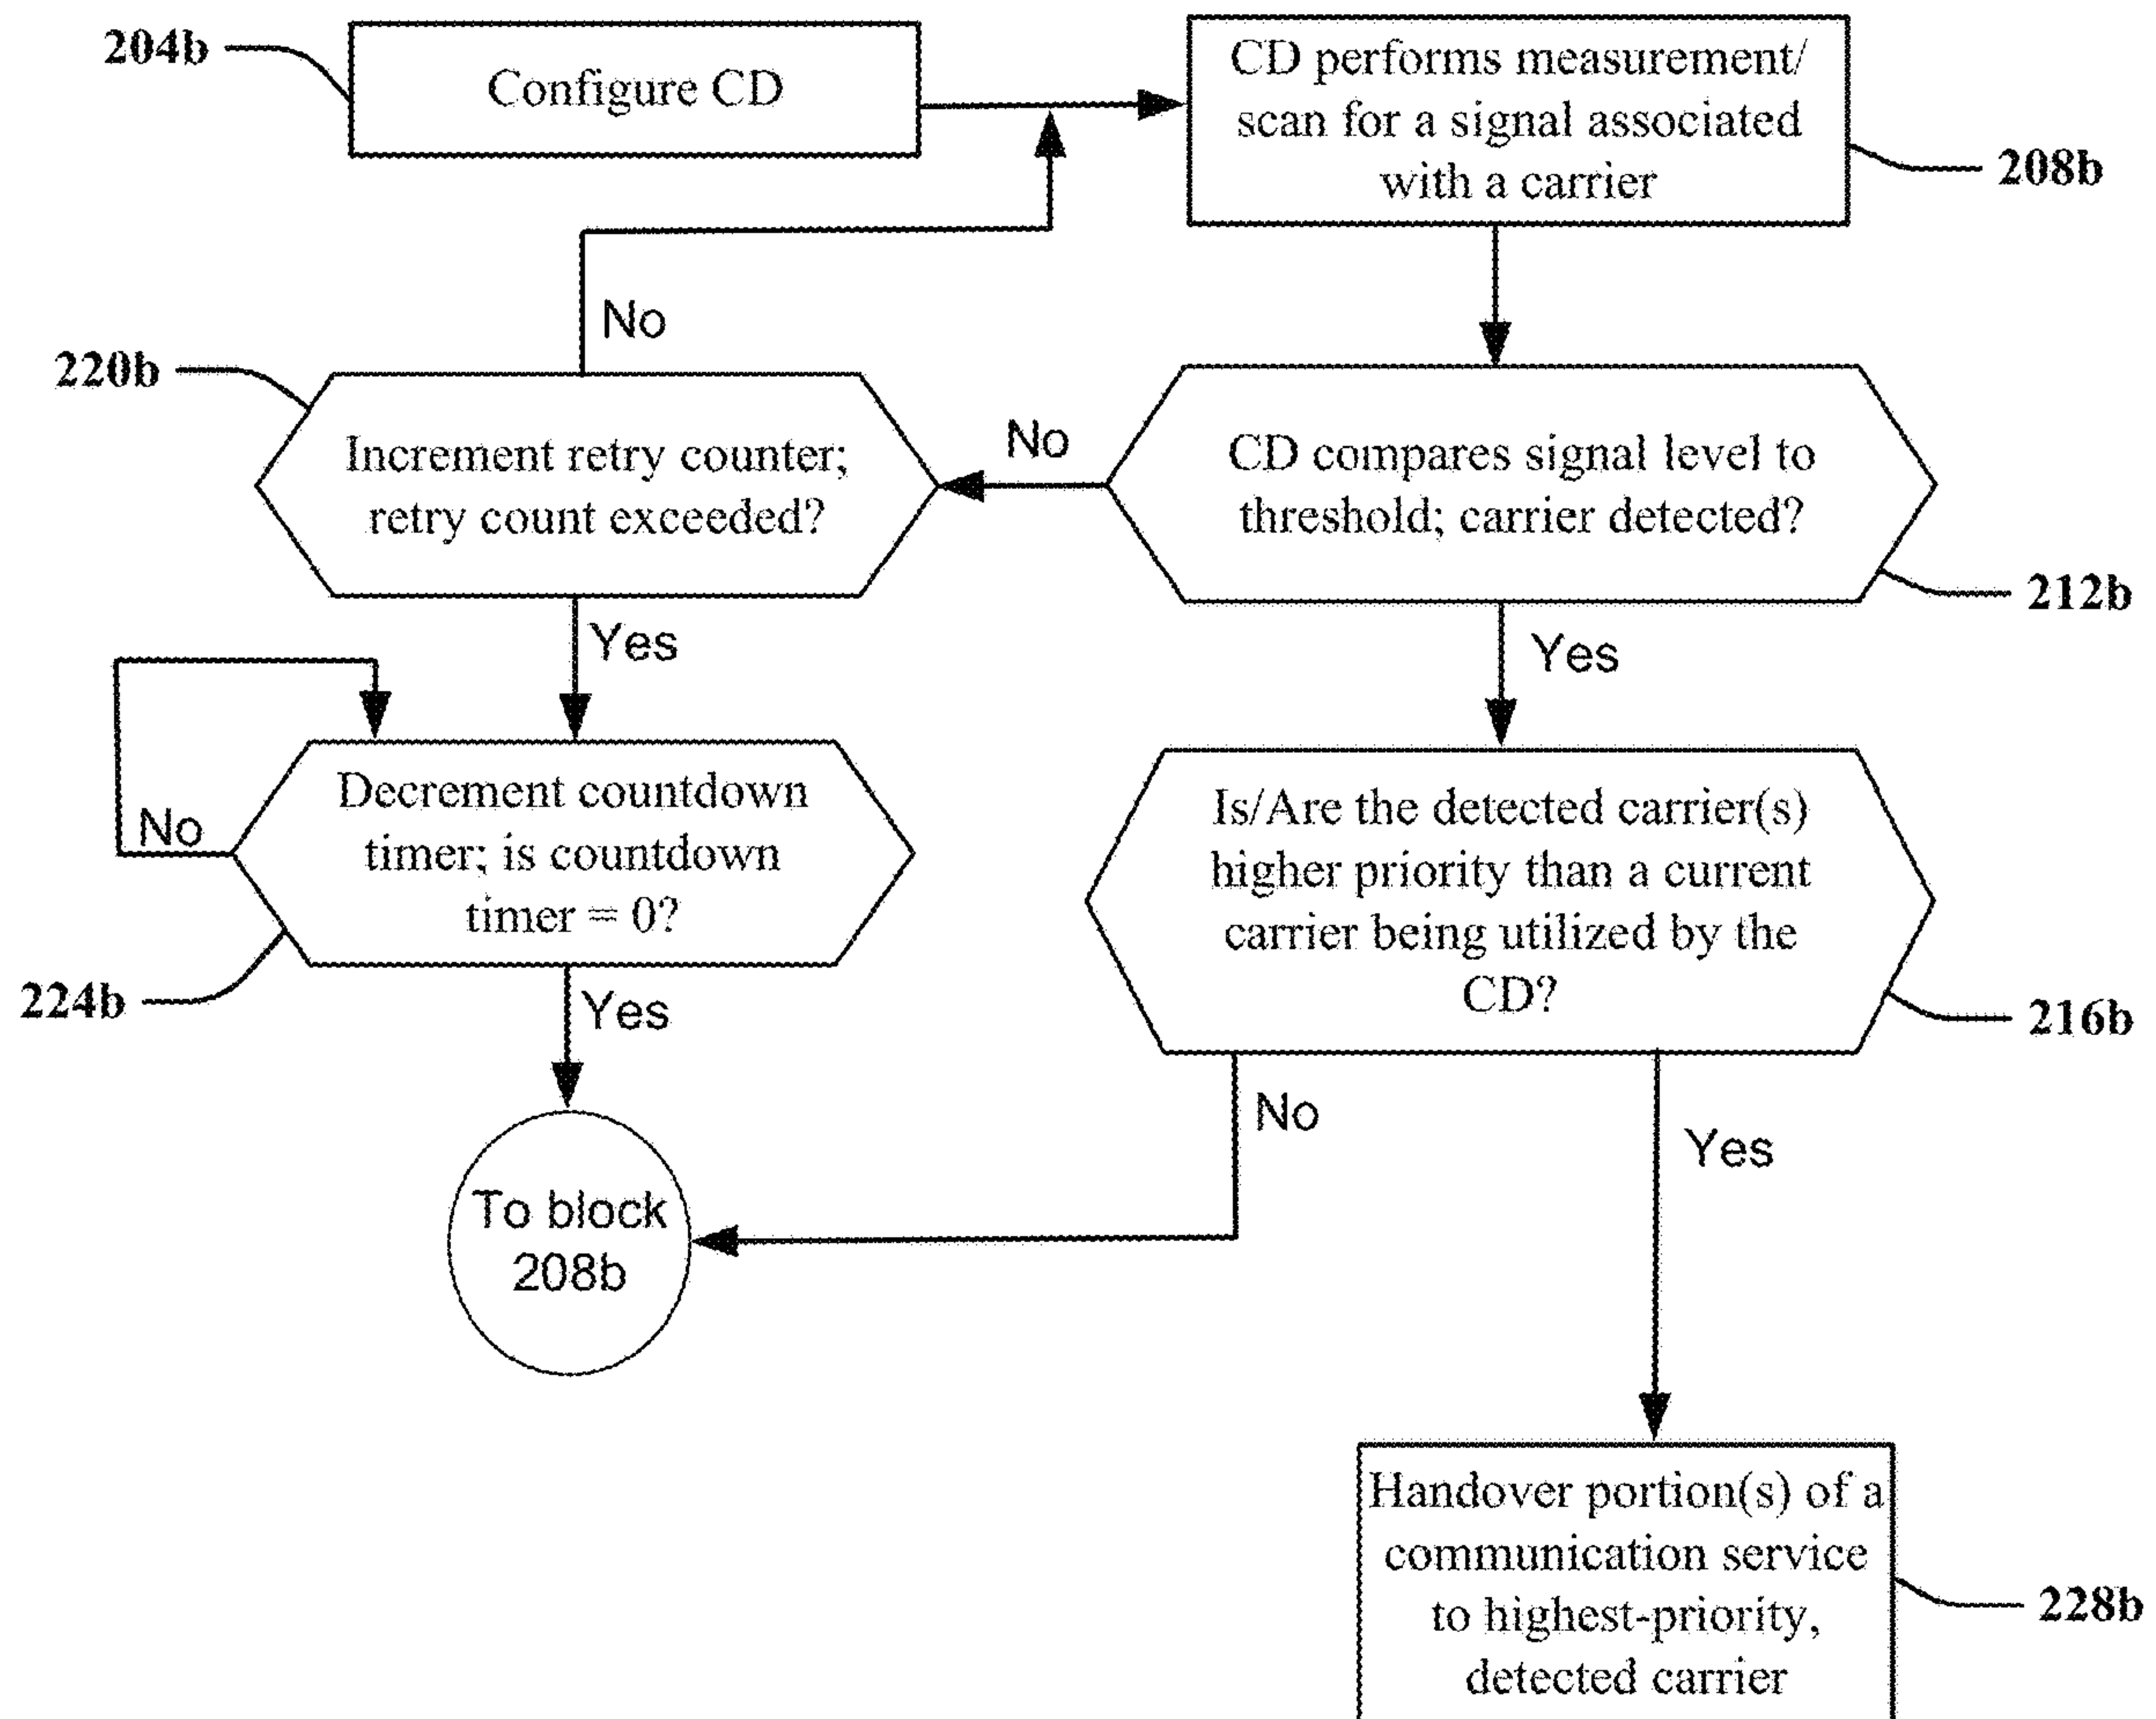 204b
Configure CD
CD performs measurement/
scan for a signal associated
with a carrier
208b
No
220b
Increment retry counter;
retry count exceeded?
No
CD compares signal level to
threshold; carrier detected?
212b
Yes
Yes
No
Decrement countdown
timer; is countdown
timer = 0?
224b
Yes
Is/Are the detected carrier(s)
higher priority than a current
carrier being utilized by the
CD?
216b
No
Yes
To block
208b
Handover portion(s) of a
communication service
to highest-priority,
detected carrier
228b